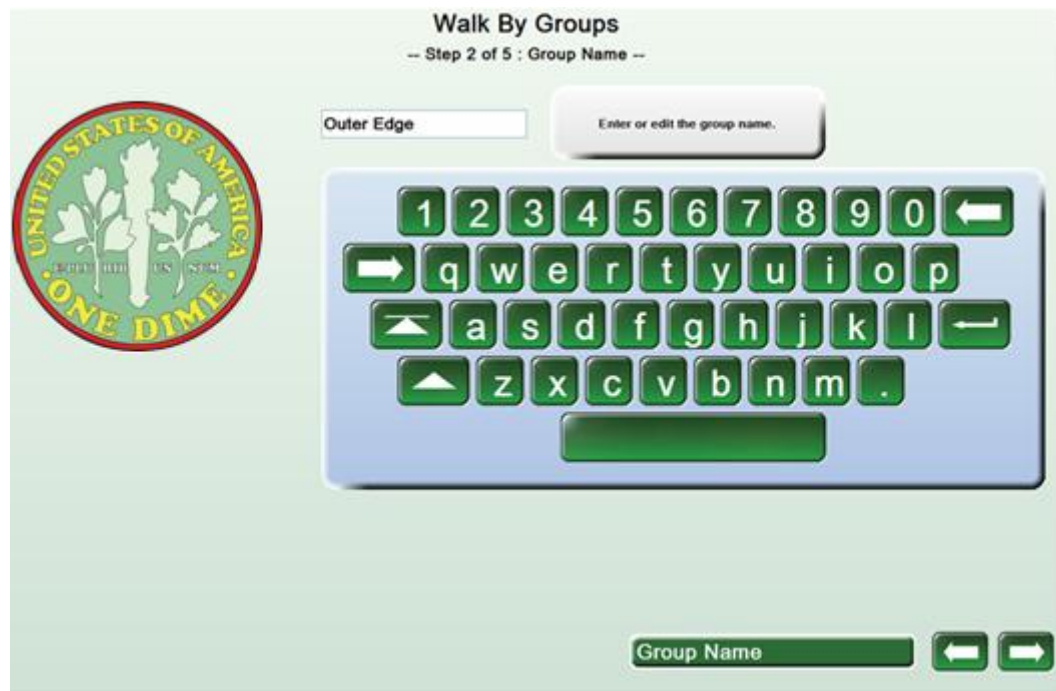 Walk By Groups
-- Step 2 of 5 : Group Name --
Outer Edge
Enter or edit the group name.
UNITED STATES OF AMERICA
ONE DIME
1 2 3 4 5 6 7 8 9 0
q w e r t y u i o p
a s d f g h j k l
z x c v b n m .
Group Name